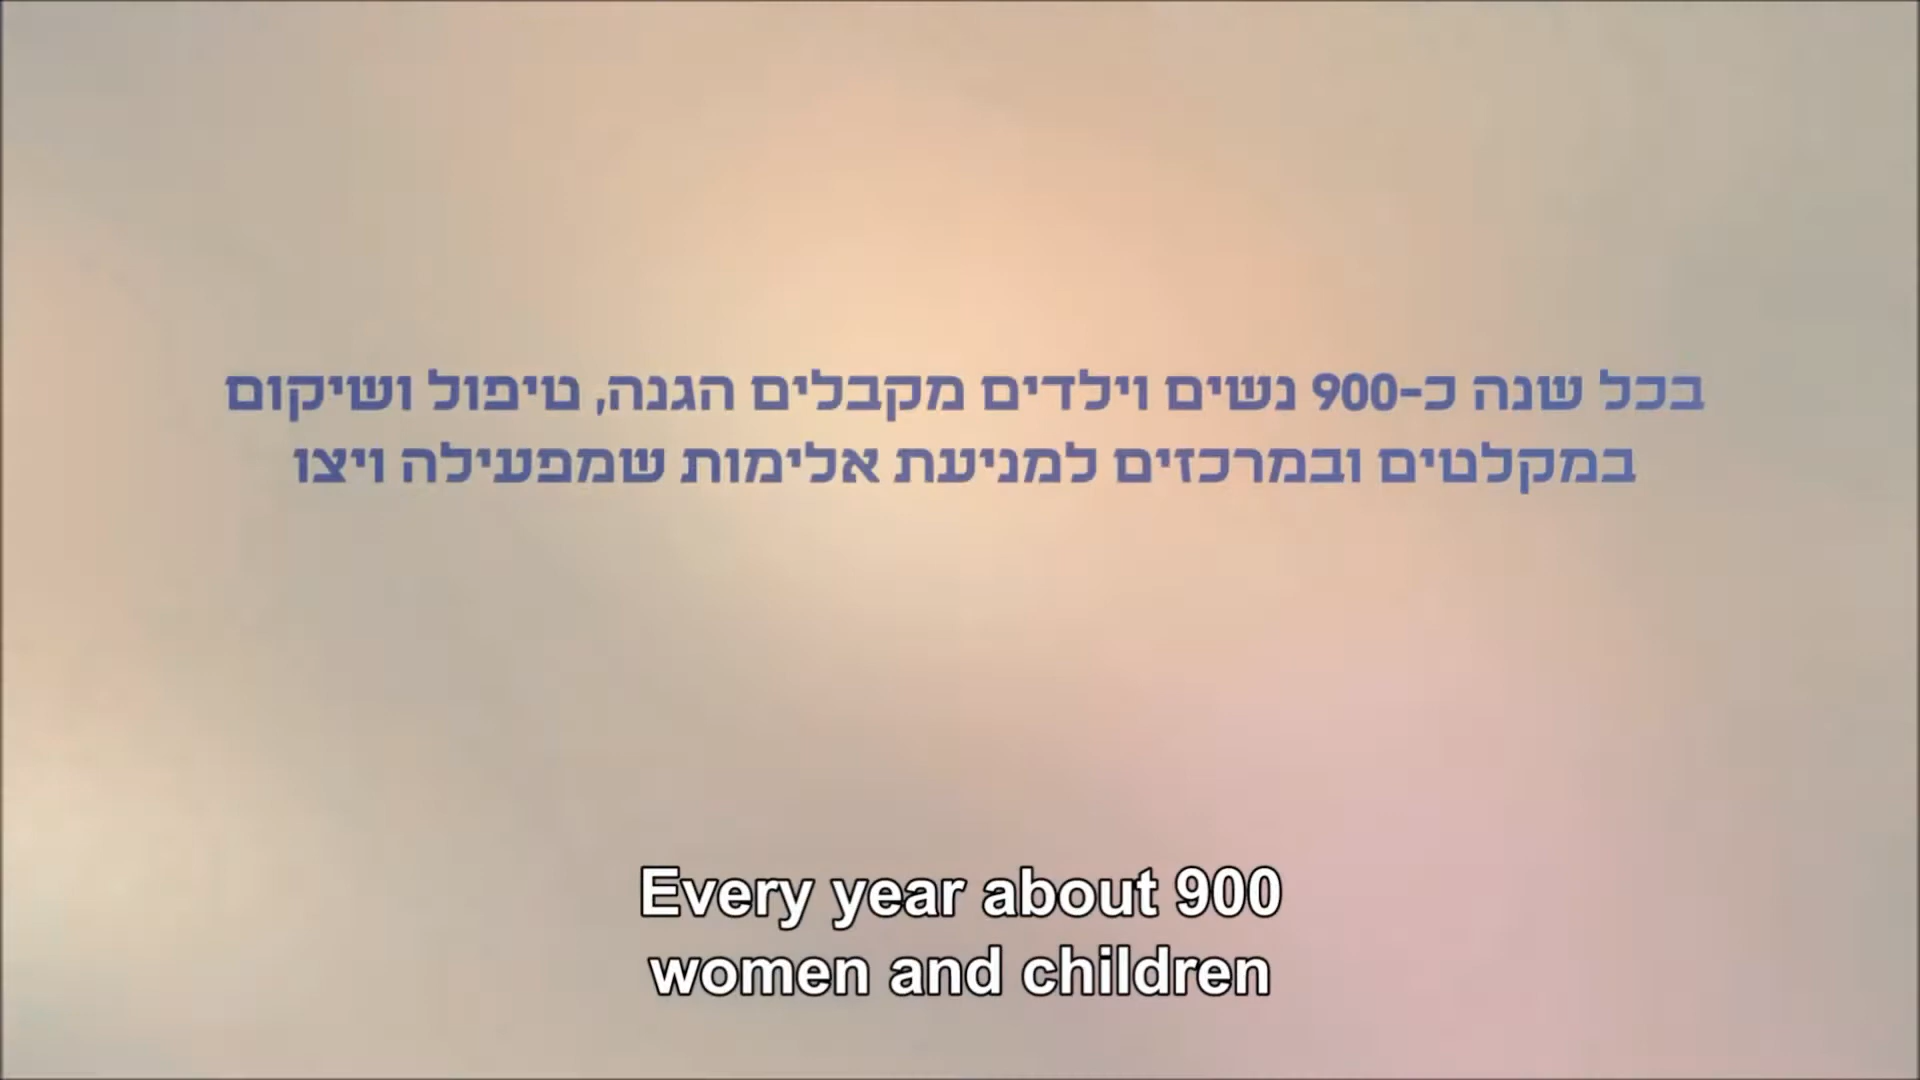 בכל שנה כ-900 נשים וילדים מקבלים הגנה, טיפול ושיקום
במקלטים ובמרכזים למניעת אלימות שמפעילה ויצו
Every year about 900
women and children